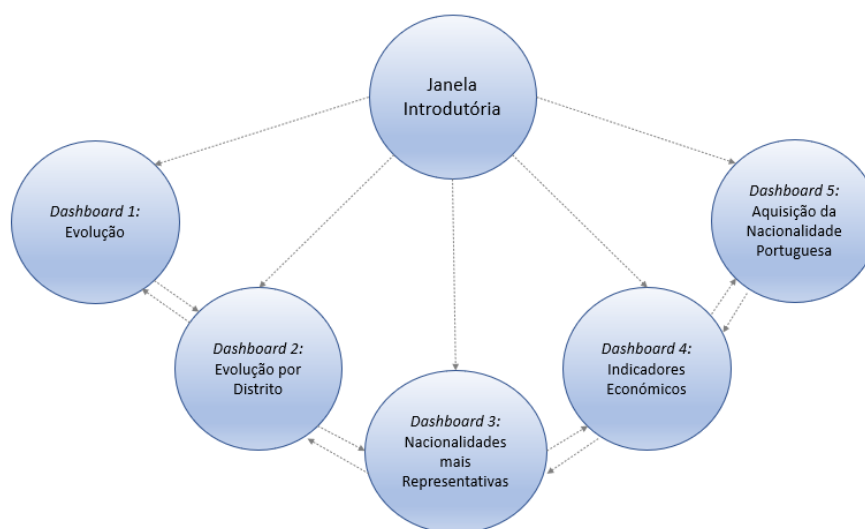 Janela
Introdutória
Dashboard 1:
Evolução
Dashboard 2:
Evolução por
Distrito
Dashboard 3:
Nacionalidades
mais
Representativas
Dashboard 4:
Indicadores
Económicos
Dashboard 5:
Aquisição da
Nacionalidade
Portuguesa